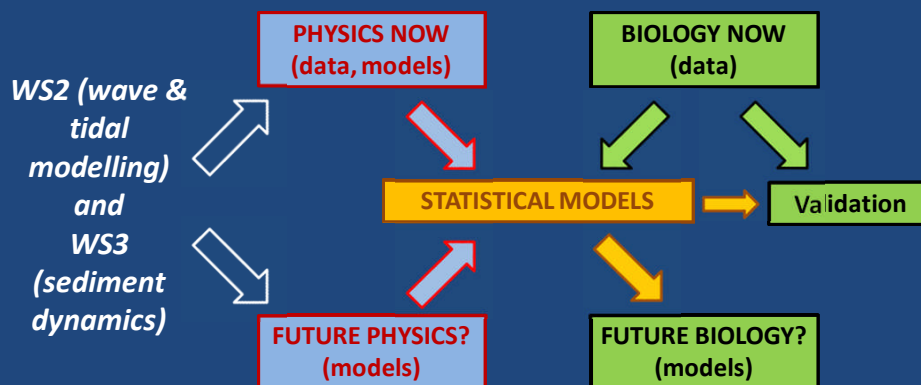 WS2 (wave &
tidal
modelling)
and
WS3
(sediment
dynamics)
PHYSICS NOW
(data, models)
BIOLOGY NOW
(data)
STATISTICAL MODELS
Validation
FUTURE PHYSICS?
(models)
FUTURE BIOLOGY?
(models)